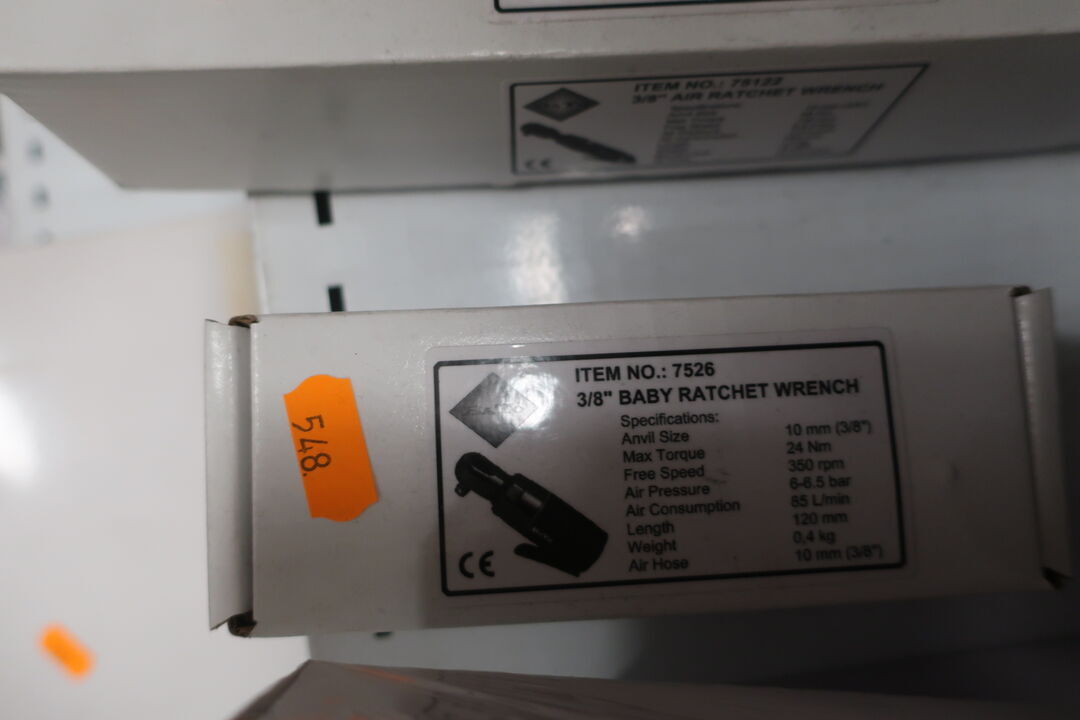 ITEM NO.: 75122
3/8" AIR RATCHET WRENCH
CE
548.
ITEM NO.: 7526
3/8" BABY RATCHET WRENCH
Specifications:
Anvil Size 10 mm (3/8")
Max Torque 24 Nm
Free Speed 350 rpm
Air Pressure 6-6.5 bar
Air Consumption 85 L/min
Length 120 mm
Weight 0,4 kg
Air Hose 10 mm (3/8")
CE